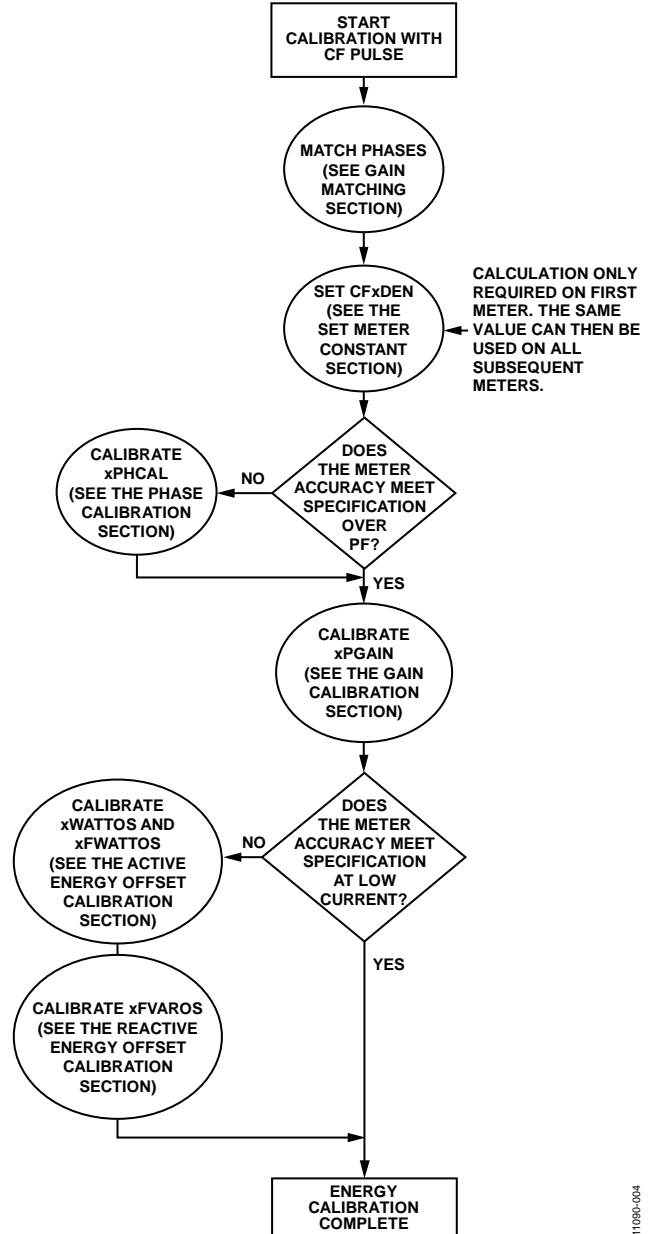 START
CALIBRATION WITH
CF PULSE
MATCH PHASES
(SEE GAIN
MATCHING
SECTION)
SET CFxDEN
(SEE THE
SET METER
CONSTANT
SECTION)
CALCULATION ONLY
REQUIRED ON FIRST
METER. THE SAME
VALUE CAN THEN BE
USED ON ALL
SUBSEQUENT
METERS.
DOES
THE METER
ACCURACY MEET
SPECIFICATION
OVER
PF?
NO
CALIBRATE
xPHCAL
(SEE THE PHASE
CALIBRATION
SECTION)
YES
CALIBRATE
xPGAIN
(SEE THE GAIN
CALIBRATION
SECTION)
DOES
THE METER
ACCURACY MEET
SPECIFICATION
AT LOW
CURRENT?
NO
CALIBRATE
xWATTOS AND
xFWATTOS
(SEE THE ACTIVE
ENERGY OFFSET
CALIBRATION
SECTION)
YES
CALIBRATE xFVAROS
(SEE THE REACTIVE
ENERGY OFFSET
CALIBRATION
SECTION)
ENERGY
CALIBRATION
COMPLETE
11090-004